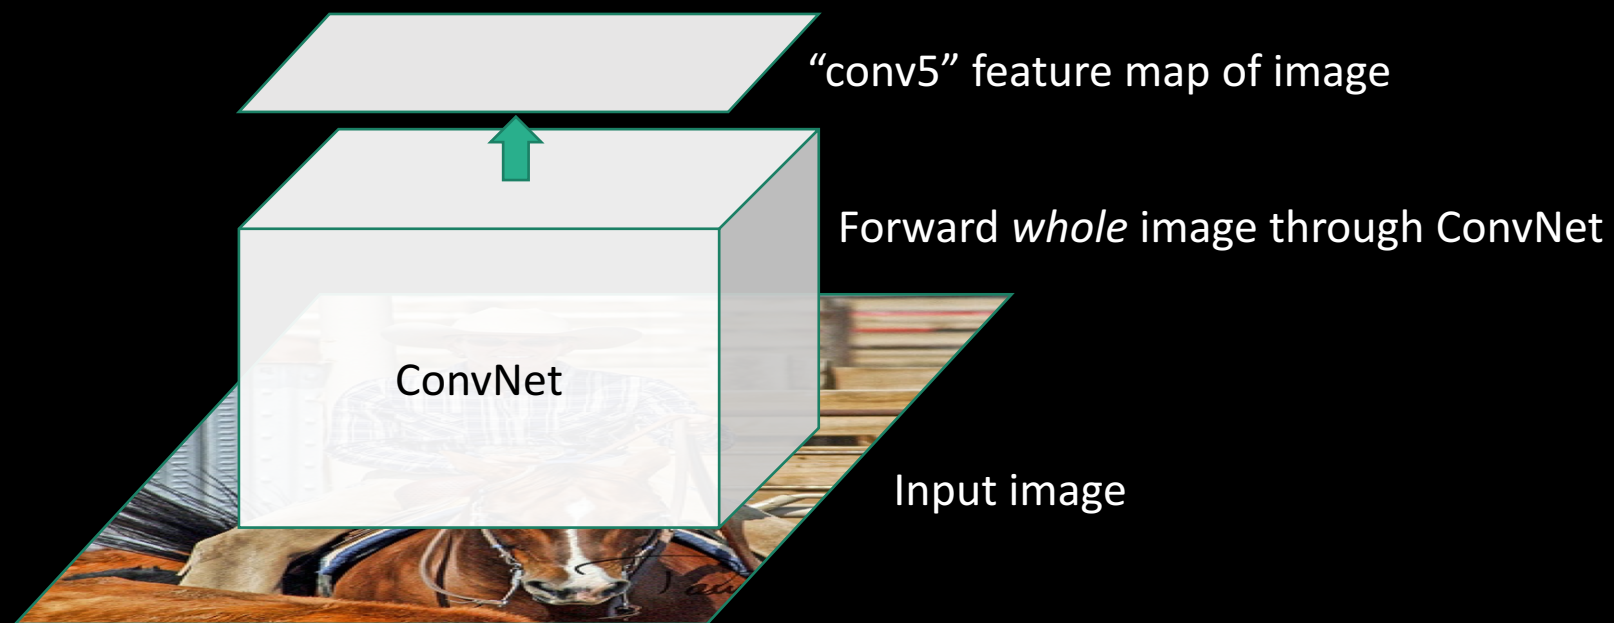 “conv5” feature map of image
Forward whole image through ConvNet
ConvNet
Input image